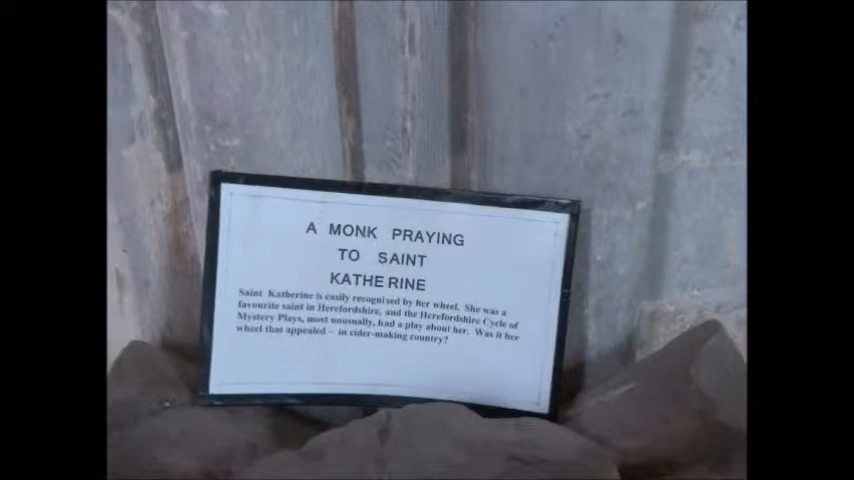 A MONK PRAYING
TO SAINT
KATHERINE
Saint Katherine is easily recognised by her wheel. She was a
favourite saint in Herefordshire, and the Herefordshire Cycle of
Mystery Plays, most unusually, had a play about her. Was it her
wheel that appealed – in cider-making country?